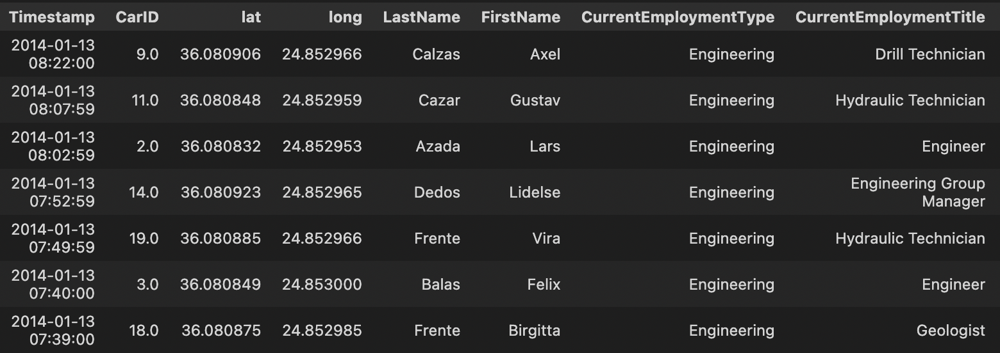 Timestamp CarID lat long LastName FirstName CurrentEmploymentType CurrentEmploymentTitle
2014-01-13
08:22:00 9.0 36.080906 24.852966 Calzas Axel Engineering Drill Technician
2014-01-13
08:07:59 11.0 36.080848 24.852959 Cazar Gustav Engineering Hydraulic Technician
2014-01-13
08:02:59 2.0 36.080832 24.852953 Azada Lars Engineering Engineer
2014-01-13
07:52:59 14.0 36.080923 24.852965 Dedos Lidelse Engineering Engineering Group
Manager
2014-01-13
07:49:59 19.0 36.080885 24.852966 Frente Vira Engineering Hydraulic Technician
2014-01-13
07:40:00 3.0 36.080849 24.853000 Balas Felix Engineering Engineer
2014-01-13
07:39:00 18.0 36.080875 24.852985 Frente Birgitta Engineering Geologist